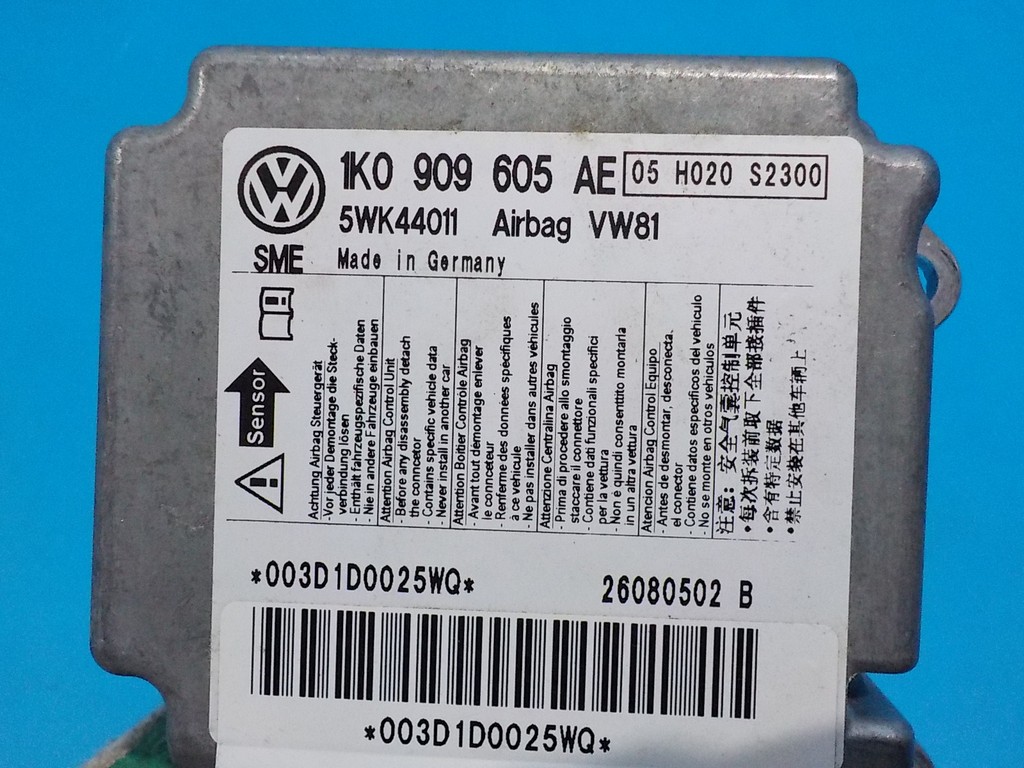 1K0 909 605 AE
05 H020 S2300
5WK44011 Airbag VW81
SME Made in Germany
Sensor
Achtung Airbag Steuergerät
-Vor jeder Demontage die Steck-
verbindung lösen
- Enthält fahrzeugspezifische Daten
Nie in andere Fahrzeuge einbauen
Attention Airbag Control Unit
- Before any disassembly detach
the connector
- Contains specific vehicle data
- Never install in another car
Attention Boitier Contrôle Airbag
- Avant tout démontage enlever
le connecteur
- Renferme des données spécifiques
à ce véhicule
- Ne pas installer dans autres véhicules
Attenzione Centralina Airbag
- Prima di procedere allo smontaggio
staccare il connettore
- Contiene dati funzionali specifici
per la vettura
- Non è quindi consentito montarla
in un altra vettura
Atencion Airbag Control Equipo
- Antes de desmontar, desconecta.
el conector
- Contiene datos especificos del vehiculo
No se monte en otros vehiculos
注意: 安全气囊控制单元
•每次拆装前取下全部接插件
•含有特定数据
•禁止安装在其他车辆上
*003D1D0025WQ*
26080502 B
*003D1D0025WQ*